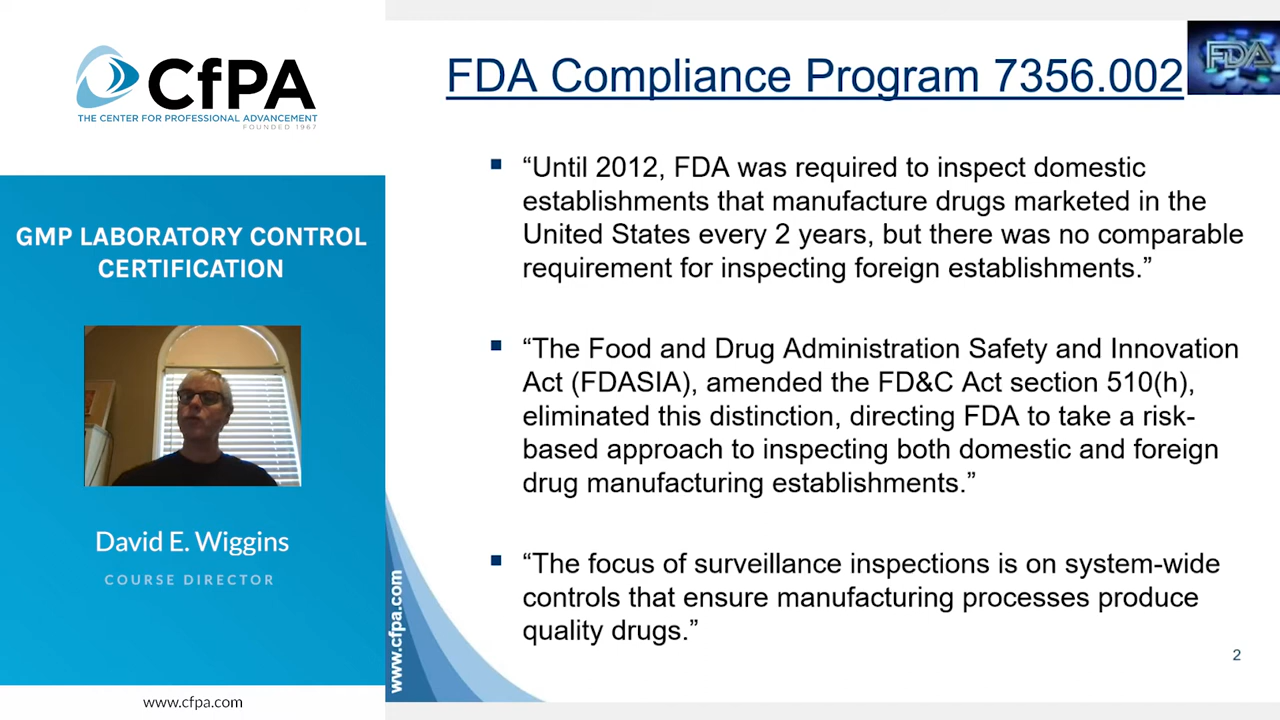 CfPA
THE CENTER FOR PROFESSIONAL ADVANCEMENT
FOUNDED 1967
GMP LABORATORY CONTROL
CERTIFICATION
David E. Wiggins
COURSE DIRECTOR
www.cfpa.com
FDA Compliance Program 7356.002
FDA
▪ “Until 2012, FDA was required to inspect domestic
establishments that manufacture drugs marketed in the
United States every 2 years, but there was no comparable
requirement for inspecting foreign establishments.”
▪ “The Food and Drug Administration Safety and Innovation
Act (FDASIA), amended the FD&C Act section 510(h),
eliminated this distinction, directing FDA to take a risk-
based approach to inspecting both domestic and foreign
drug manufacturing establishments.”
▪ “The focus of surveillance inspections is on system-wide
controls that ensure manufacturing processes produce
quality drugs.”
www.cfpa.com
2